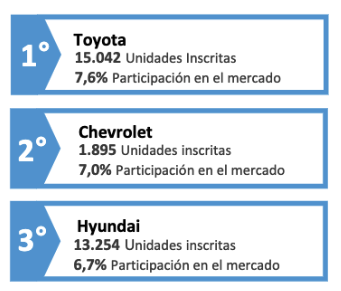 1°
Toyota
15.042 Unidades Inscritas
7,6% Participación en el mercado
2°
Chevrolet
1.895 Unidades inscritas
7,0% Participación en el mercado
3°
Hyundai
13.254 Unidades inscritas
6,7% Participación en el mercado